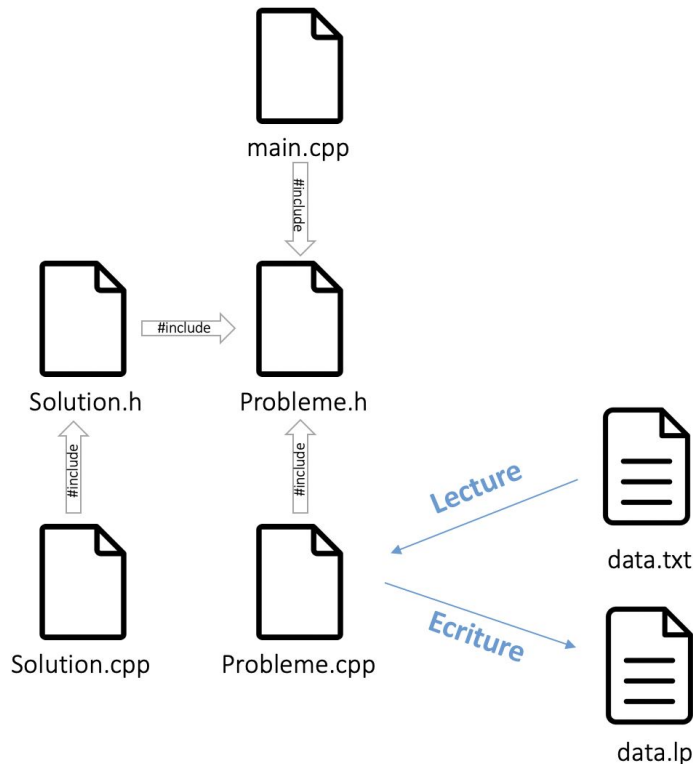 main.cpp
#include
#include
Solution.h
Probleme.h
#include
#include
Lecture
data.txt
Ecriture
Solution.cpp
Probleme.cpp
data.lp